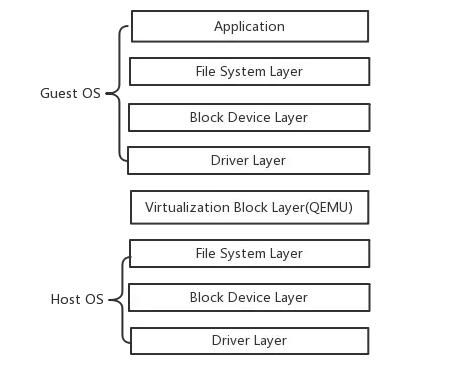 Application
File System Layer
Guest OS
Block Device Layer
Driver Layer
Virtualization Block Layer(QEMU)
File System Layer
Host OS
Block Device Layer
Driver Layer